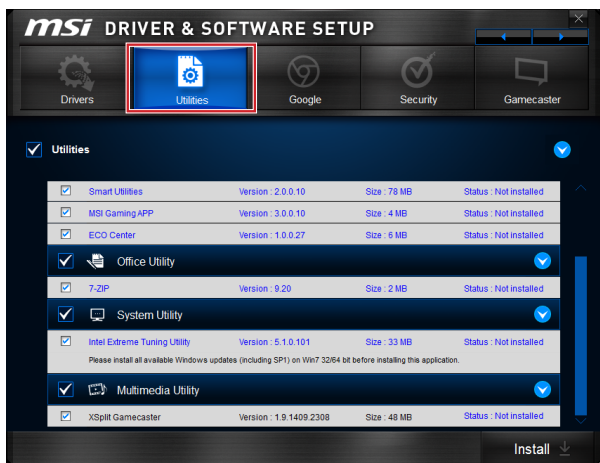 msi DRIVER & SOFTWARE SETUP
Drivers Utilities Google Security Gamecaster
Utilities
Smart Utilities Version : 2.0.0.10 Size : 78 MB Status : Not installed
MSI Gaming APP Version : 3.0.0.10 Size : 4 MB Status : Not installed
ECO Center Version : 1.0.0.27 Size : 6 MB Status : Not installed
Office Utility
7-ZIP Version : 9.20 Size : 2 MB Status : Not installed
System Utility
Intel Extreme Tuning Utility Version : 5.1.0.101 Size : 33 MB Status : Not installed
Please install all available Windows updates (including SP1) on Win7 32/64 bit before installing this application.
Multimedia Utility
XSplit Gamecaster Version : 1.9.1409.2308 Size : 48 MB Status : Not installed
Install